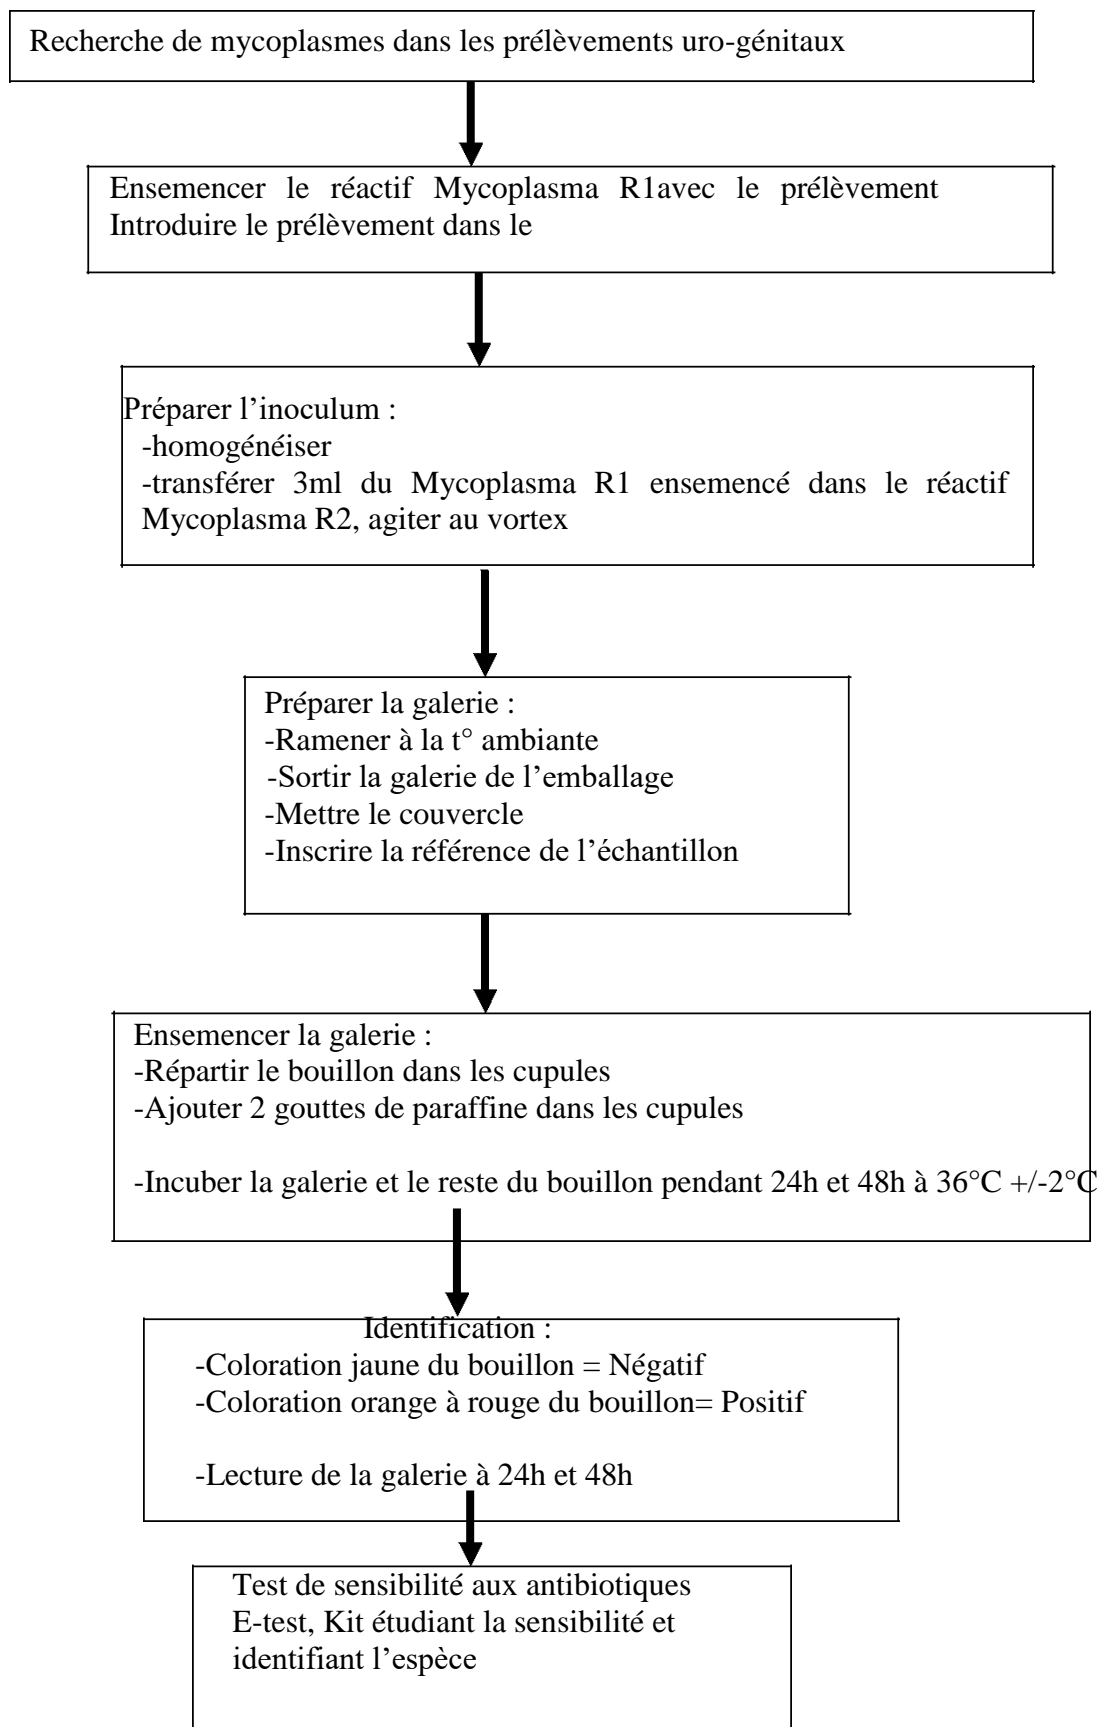 Recherche de mycoplasmes dans les prélèvements uro-génitaux
Ensemencer le réactif Mycoplasma R1avec le prélèvement
Introduire le prélèvement dans le
Préparer l’inoculum :
-homogénéiser
-transférer 3ml du Mycoplasma R1 ensemencé dans le réactif
Mycoplasma R2, agiter au vortex
Préparer la galerie :
-Ramener à la t° ambiante
-Sortir la galerie de l’emballage
-Mettre le couvercle
-Inscrire la référence de l’échantillon
Ensemencer la galerie :
-Répartir le bouillon dans les cupules
-Ajouter 2 gouttes de paraffine dans les cupules
-Incuber la galerie et le reste du bouillon pendant 24h et 48h à 36°C +/-2°C
Identification :
-Coloration jaune du bouillon = Négatif
-Coloration orange à rouge du bouillon= Positif
-Lecture de la galerie à 24h et 48h
Test de sensibilité aux antibiotiques
E-test, Kit étudiant la sensibilité et
identifiant l’espèce